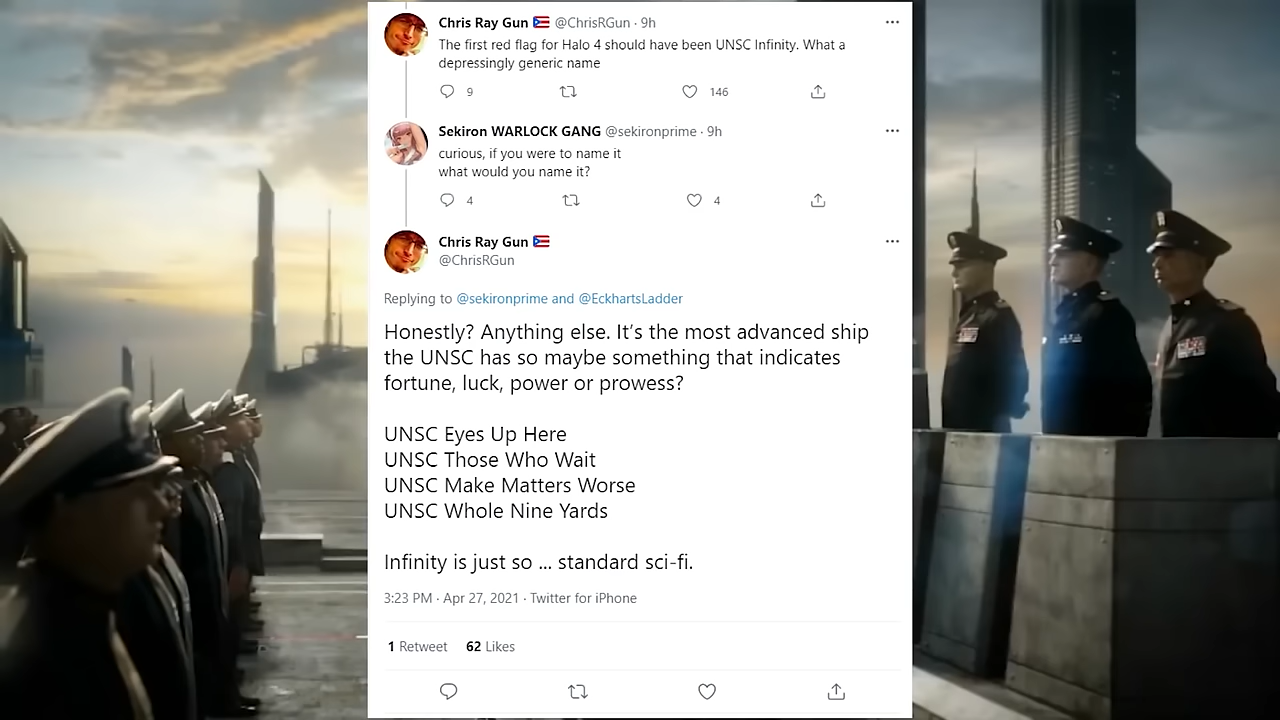 Chris Ray Gun 🇵🇷 @ChrisRGun · 9h
The first red flag for Halo 4 should have been UNSC Infinity. What a
depressingly generic name
9 146
Sekiron WARLOCK GANG @sekironprime · 9h
curious, if you were to name it
what would you name it?
4 4
Chris Ray Gun 🇵🇷
@ChrisRGun
Replying to @sekironprime and @EckhartsLadder
Honestly? Anything else. It’s the most advanced ship
the UNSC has so maybe something that indicates
fortune, luck, power or prowess?
UNSC Eyes Up Here
UNSC Those Who Wait
UNSC Make Matters Worse
UNSC Whole Nine Yards
Infinity is just so ... standard sci-fi.
3:23 PM · Apr 27, 2021 · Twitter for iPhone
1 Retweet 62 Likes